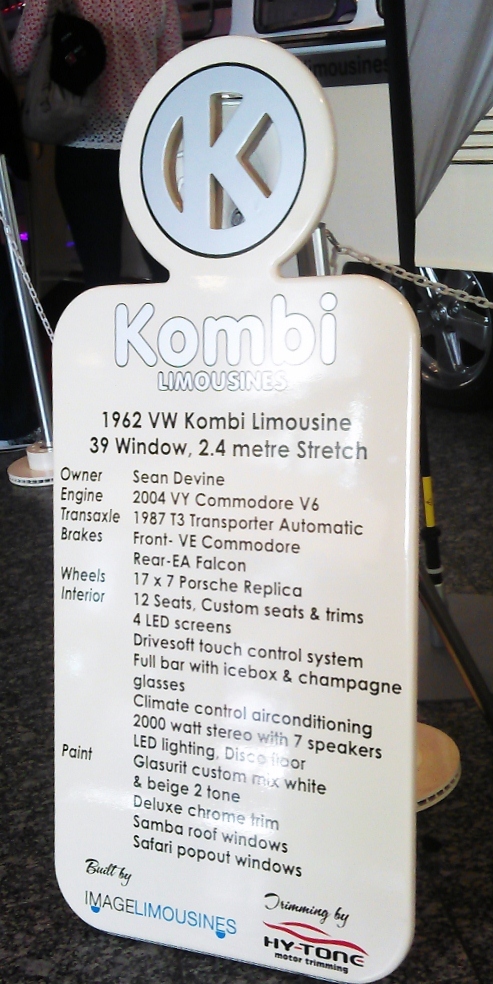 limousines
K
Kombi
LIMOUSINES
1962 VW Kombi Limousine
39 Window, 2.4 metre Stretch
Owner Sean Devine
Engine 2004 VY Commodore V6
Transaxle 1987 T3 Transporter Automatic
Brakes Front- VE Commodore
Rear-EA Falcon
Wheels 17 x 7 Porsche Replica
Interior 12 Seats, Custom seats & trims
4 LED screens
Drivesoft touch control system
Full bar with icebox & champagne
glasses
Climate control airconditioning
2000 watt stereo with 7 speakers
LED lighting, Disco floor
Paint Glasurit custom mix white
& beige 2 tone
Deluxe chrome trim
Samba roof windows
Safari popout windows
Built by
IMAGELIMOUSINES
Trimming by
HY-TONE
motor trimming